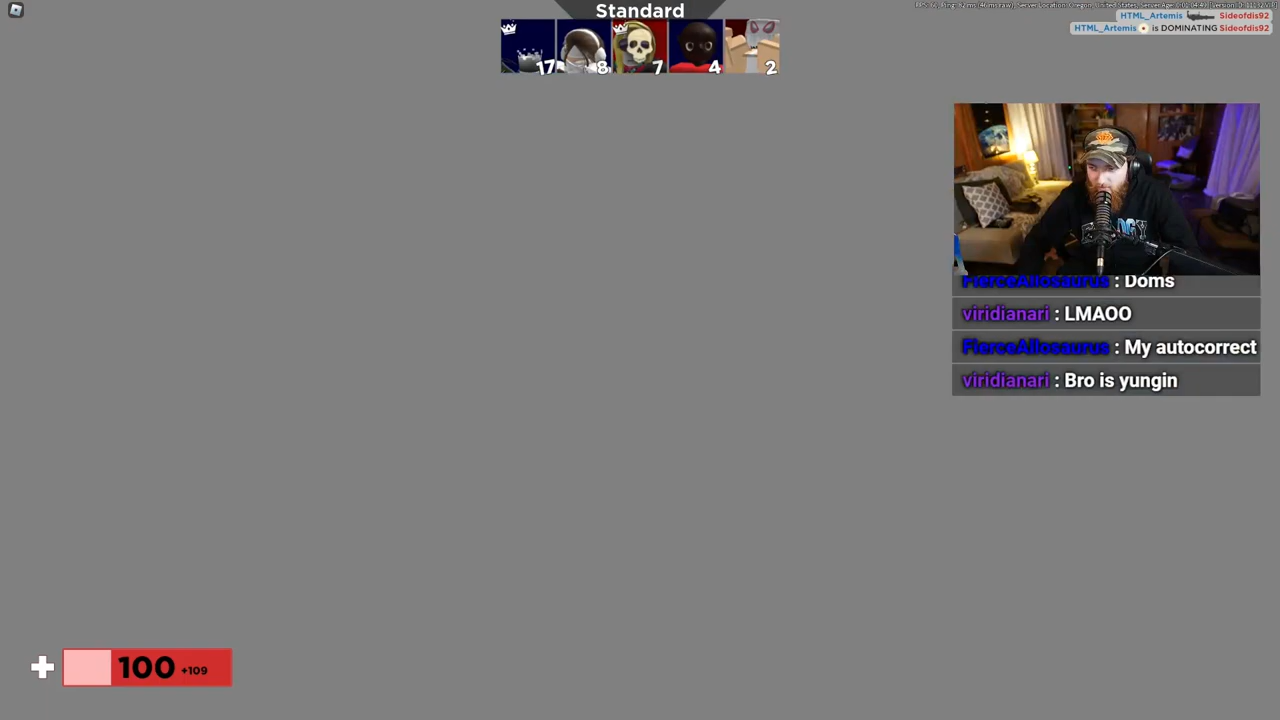 Standard
17 8 7 4 2
HTML_Artemis Sideofdis92
HTML_Artemis is DOMINATING Sideofdis92
FierceAllosaurus : Doms
viridianari : LMAOO
FierceAllosaurus : My autocorrect
viridianari : Bro is yungin
100 +109